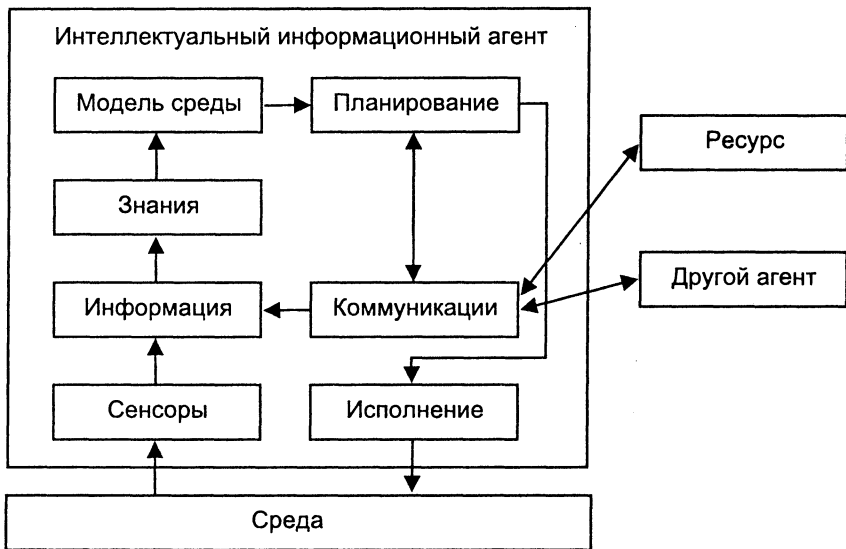 Интеллектуальный информационный агент
Модель среды
Планирование
Ресурс
Знания
Другой агент
Информация
Коммуникации
Сенсоры
Исполнение
Среда